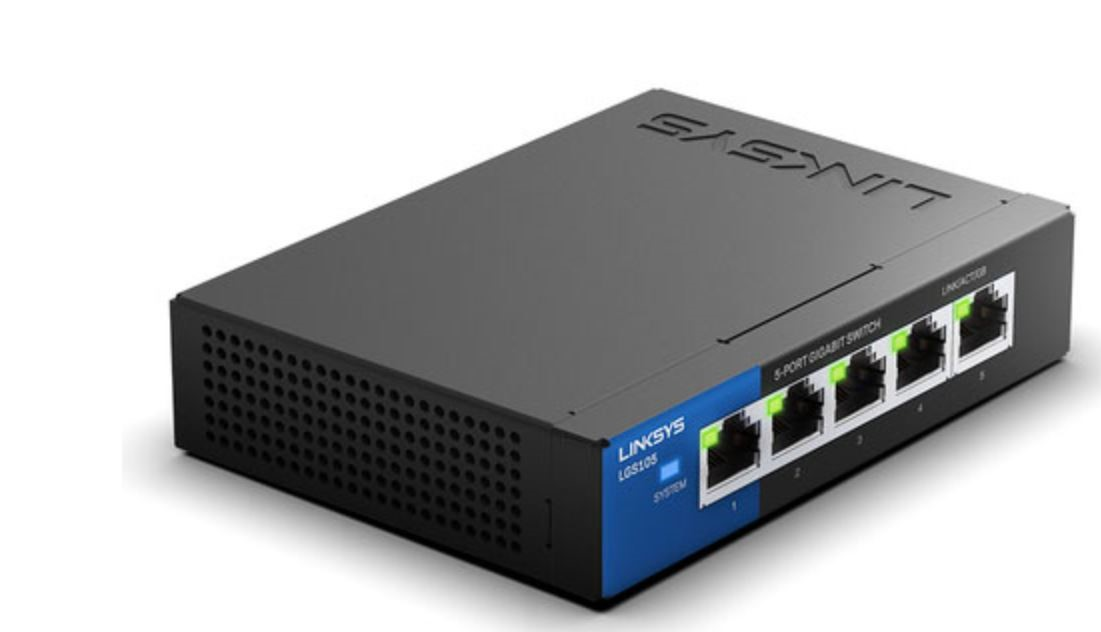 LINKSYS
5-PORT GIGABIT SWITCH
LINK/ACT/GB
LINKSYS
LGS105
SYSTEM
1
2
3
4
5